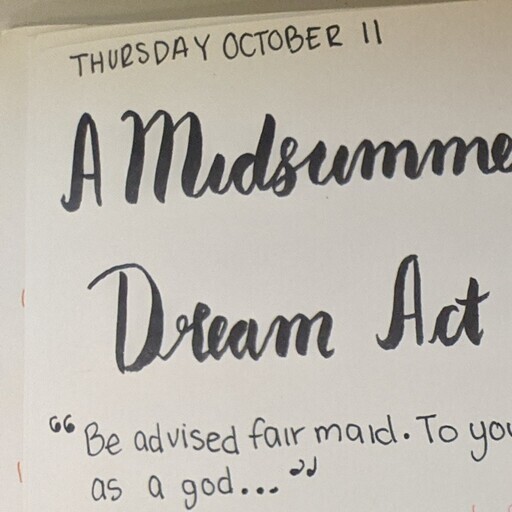 THURSDAY OCTOBER 11
A Midsumme
Dream Act
“Be advised fair maid. To you
as a god...”